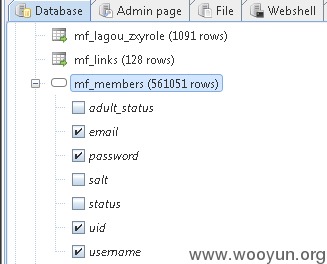 Database Admin page File Webshell
mf_lagou_zxyrole (1091 rows)
mf_links (128 rows)
mf_members (561051 rows)
adult_status
email
password
salt
status
uid
username
www.wooyun.org